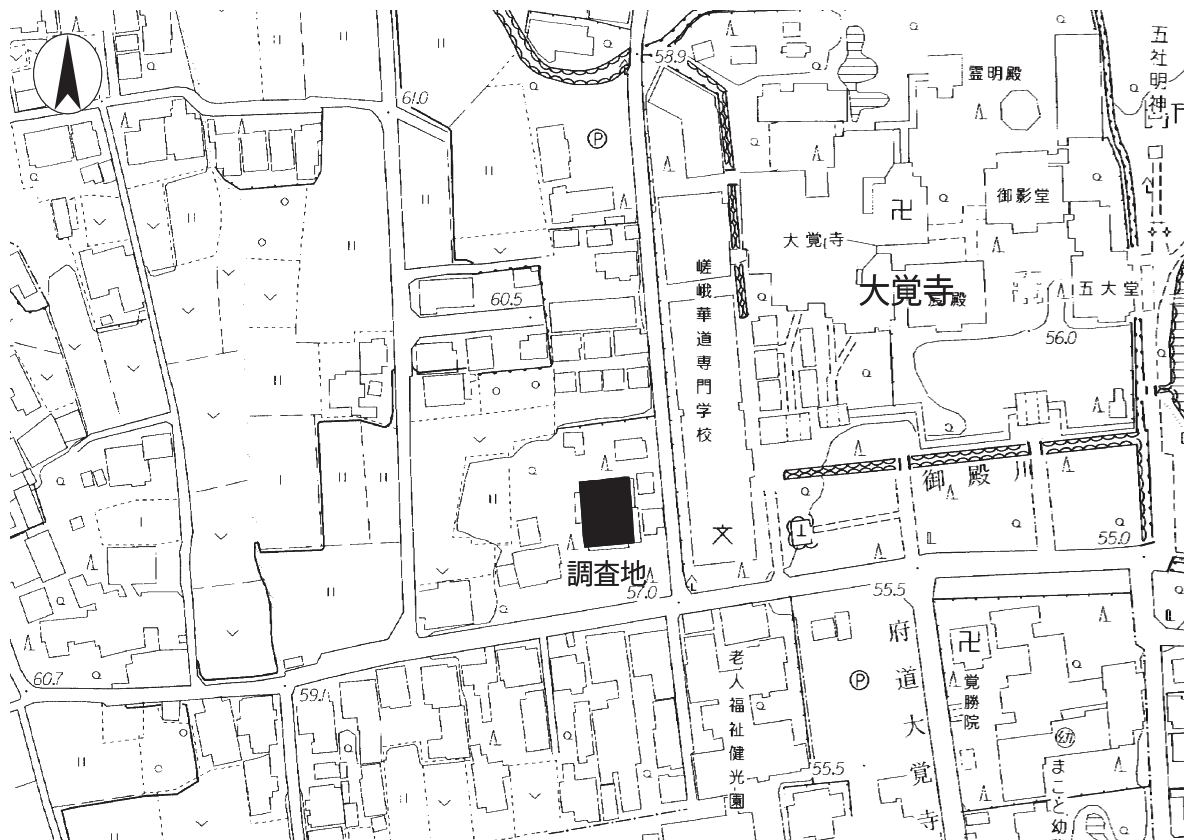 58.9
五社明神
霊明殿
61.0
P
御影堂
大覚寺
嵯峨華道専門学校
大覚寺
五大堂
60.5
56.0
御殿川
文
55.0
調査地
57.0
55.5
府道大覚寺
老人福祉健光園
P
覚勝院
60.7
59.1
幼
まこと幼
55.5